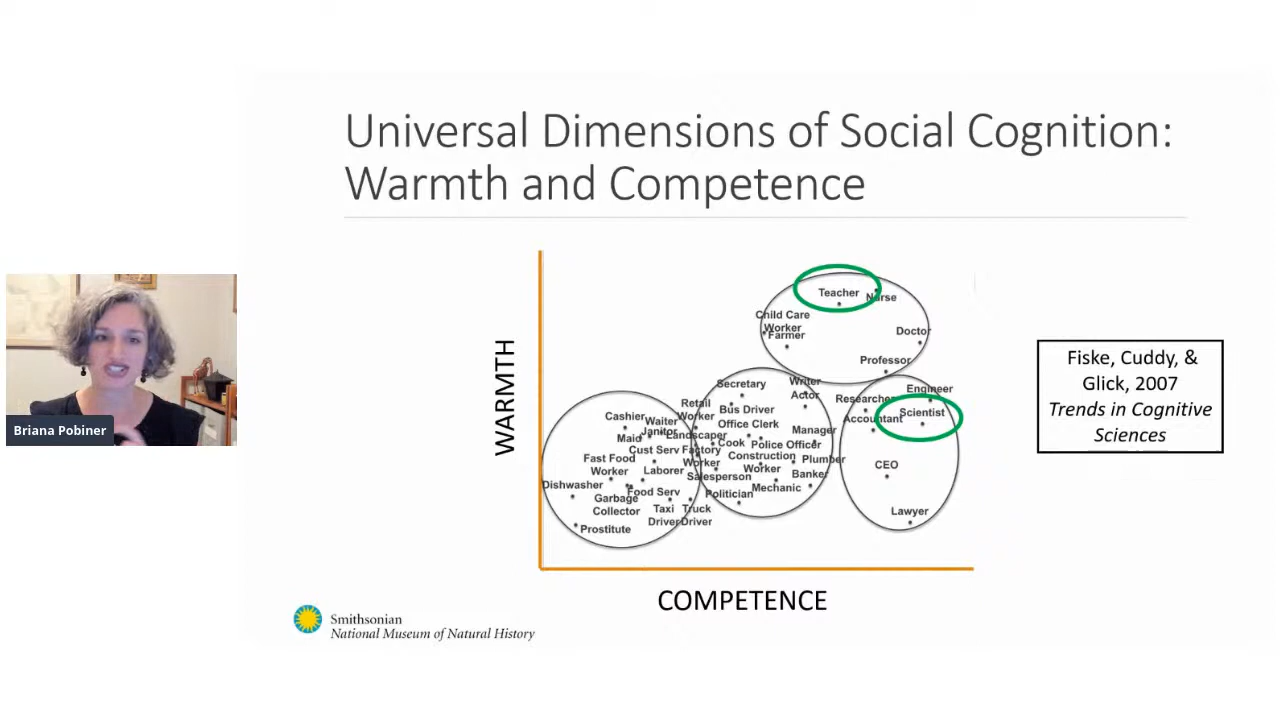 Universal Dimensions of Social Cognition:
Warmth and Competence
Briana Pobiner
WARMTH
Teacher
Nurse
Child Care
Worker
Farmer
Doctor
Professor
Secretary
Writer
Actor
Engineer
Researcher
Scientist
Accountant
Retail
Worker
Bus Driver
Office Clerk
Cashier
Waiter
Janitor
Maid
Landscaper
Cook
Police Officer
Manager
Cust Serv
Factory
Worker
Construction
Worker
Plumber
Fast Food
Worker
Laborer
Salesperson
Banker
Mechanic
CEO
Dishwasher
Food Serv
Garbage
Collector
Politician
Taxi
Driver
Truck
Driver
Prostitute
Lawyer
COMPETENCE
Fiske, Cuddy, &
Glick, 2007
Trends in Cognitive
Sciences
Smithsonian
National Museum of Natural History